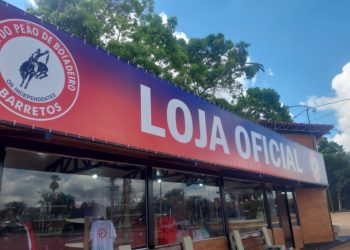 DO PEÃO DE BOIADEIRO
OS INDEPENDENTES
BARRETOS
LOJA OFICIAL